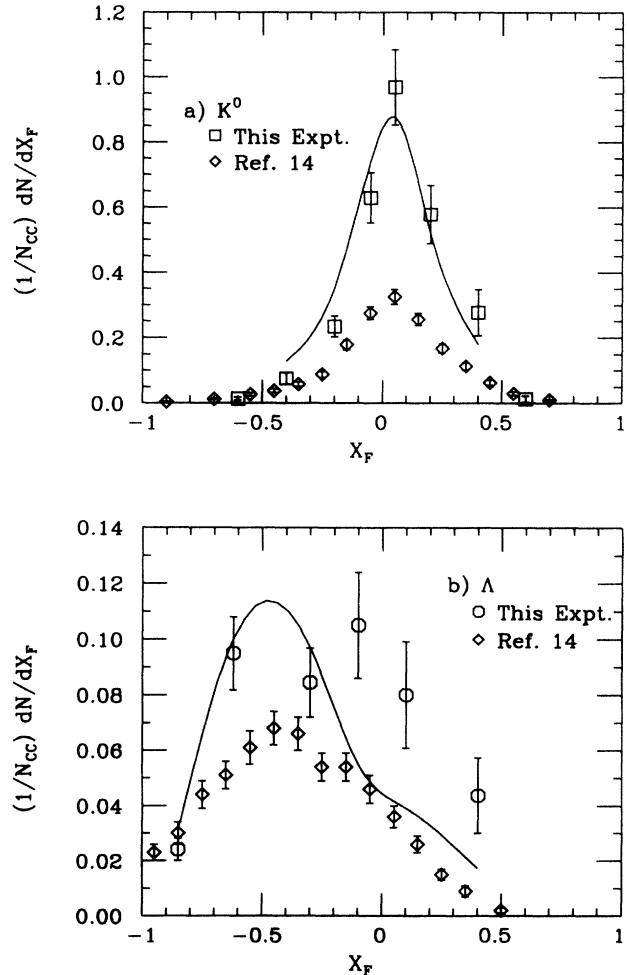 1.2
1.0
0.8
0.6
0.4
0.2
0.0
(1/N_CC) dN/dX_F
a) K⁰
This Expt.
Ref. 14
-1
-0.5
0
0.5
1
X_F
0.14
0.12
0.10
0.08
0.06
0.04
0.02
0.00
(1/N_CC) dN/dX_F
b) Λ
This Expt.
Ref. 14
-1
-0.5
0
0.5
1
X_F